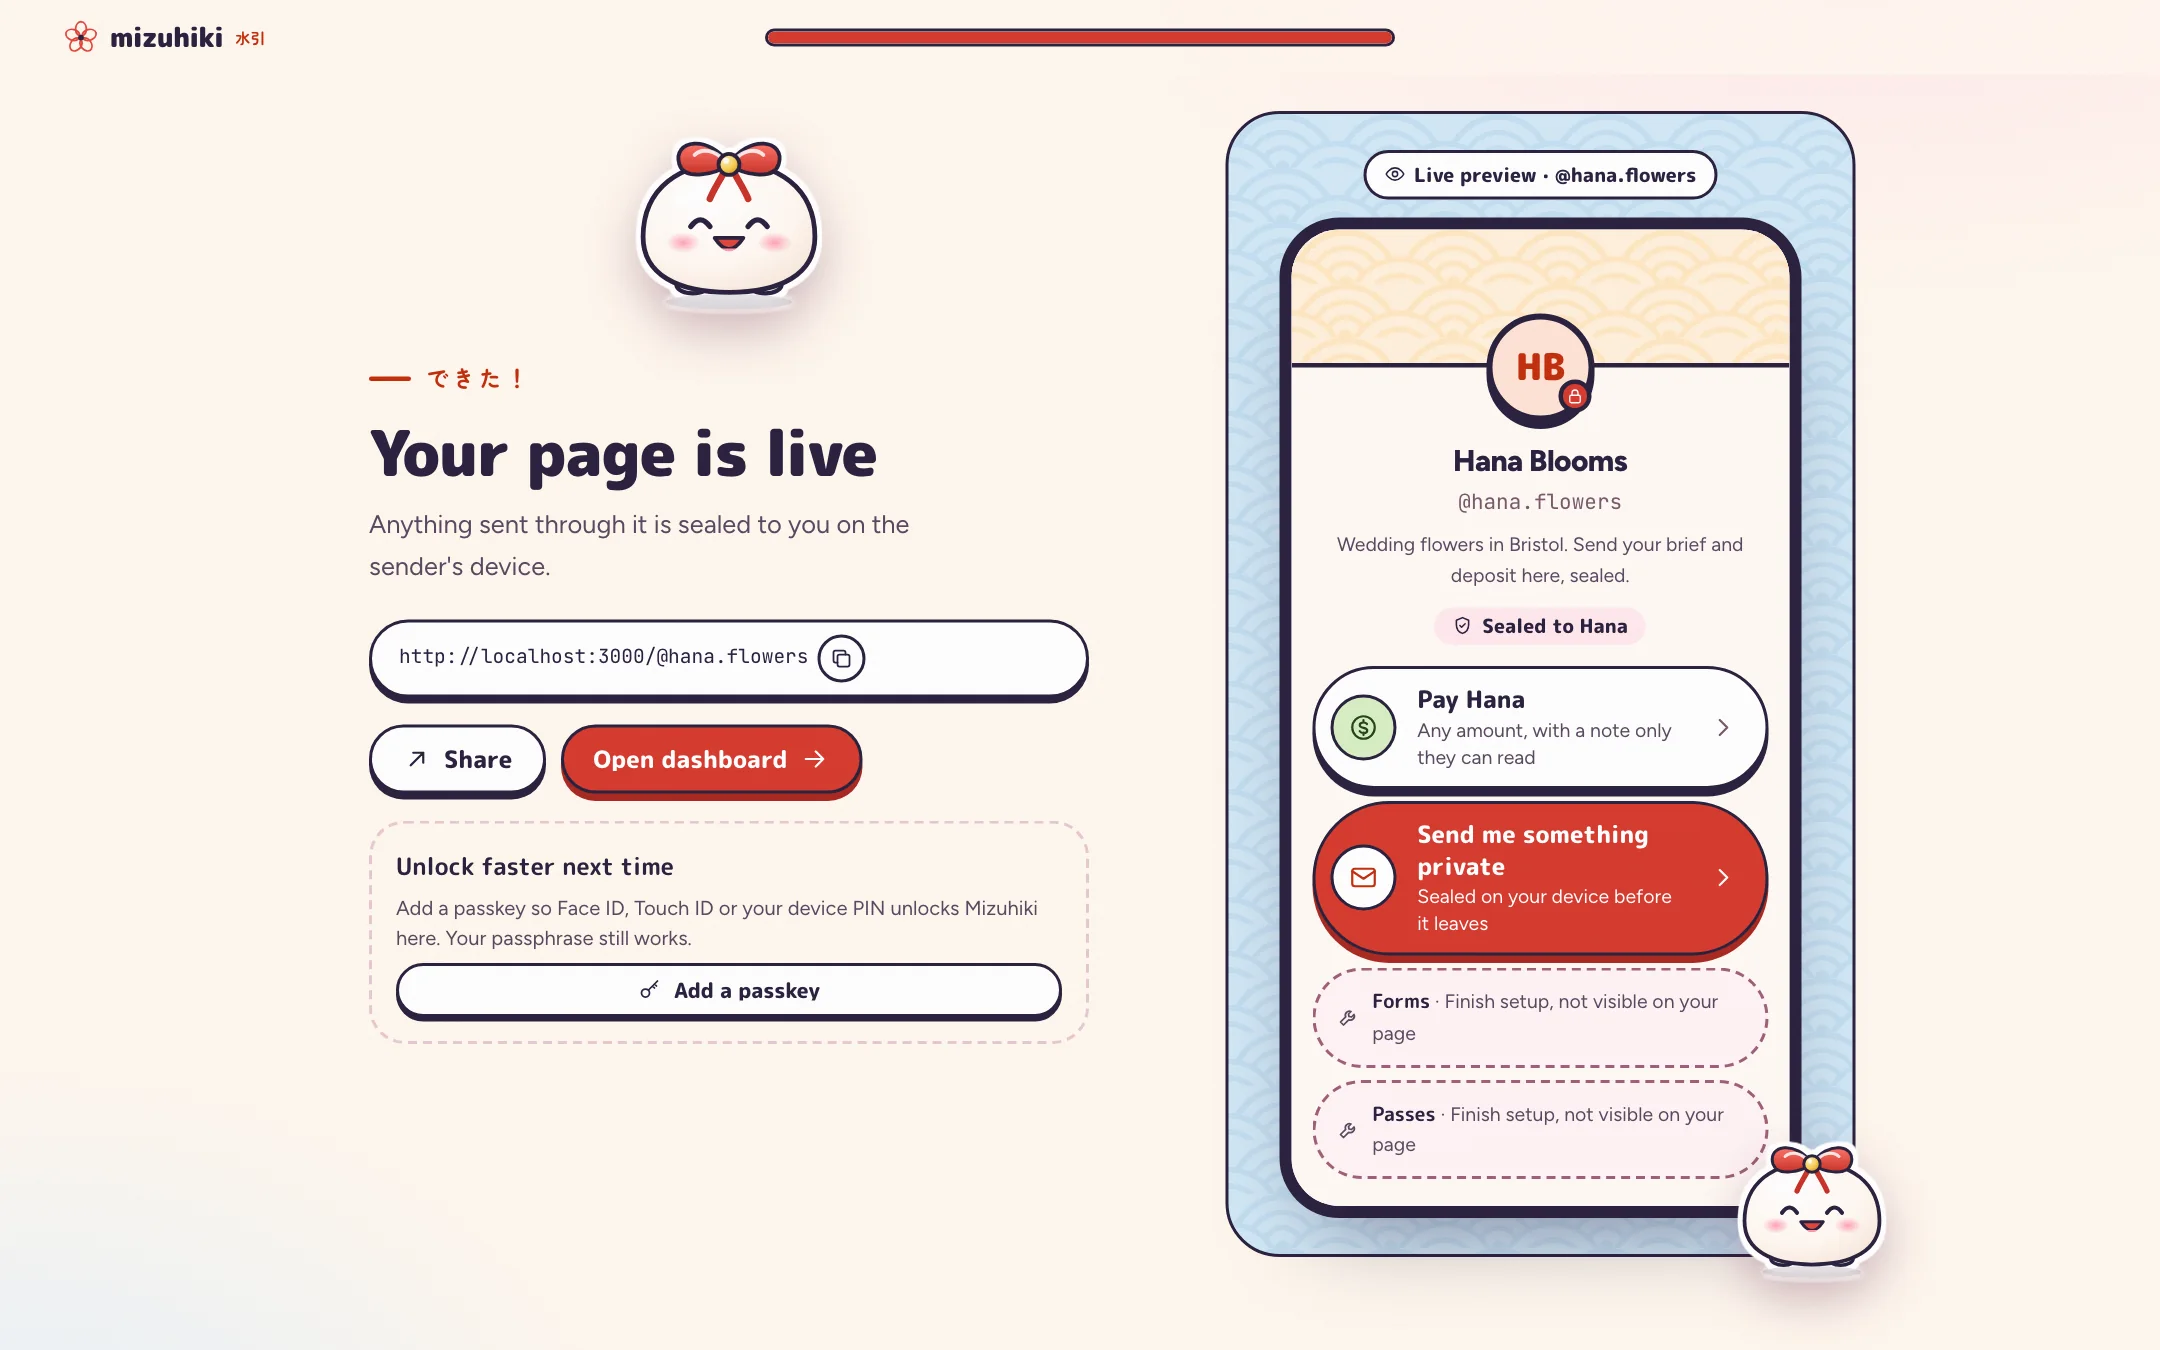 mizuhiki 水引
できた！
Your page is live
Anything sent through it is sealed to you on the
sender's device.
http://localhost:3000/@hana.flowers
Share
Open dashboard
Unlock faster next time
Add a passkey so Face ID, Touch ID or your device PIN unlocks Mizuhiki
here. Your passphrase still works.
Add a passkey
Live preview · @hana.flowers
HB
Hana Blooms
@hana.flowers
Wedding flowers in Bristol. Send your brief and
deposit here, sealed.
Sealed to Hana
Pay Hana
Any amount, with a note only
they can read
Send me something
private
Sealed on your device before
it leaves
Forms · Finish setup, not visible on your
page
Passes · Finish setup, not visible on your
page